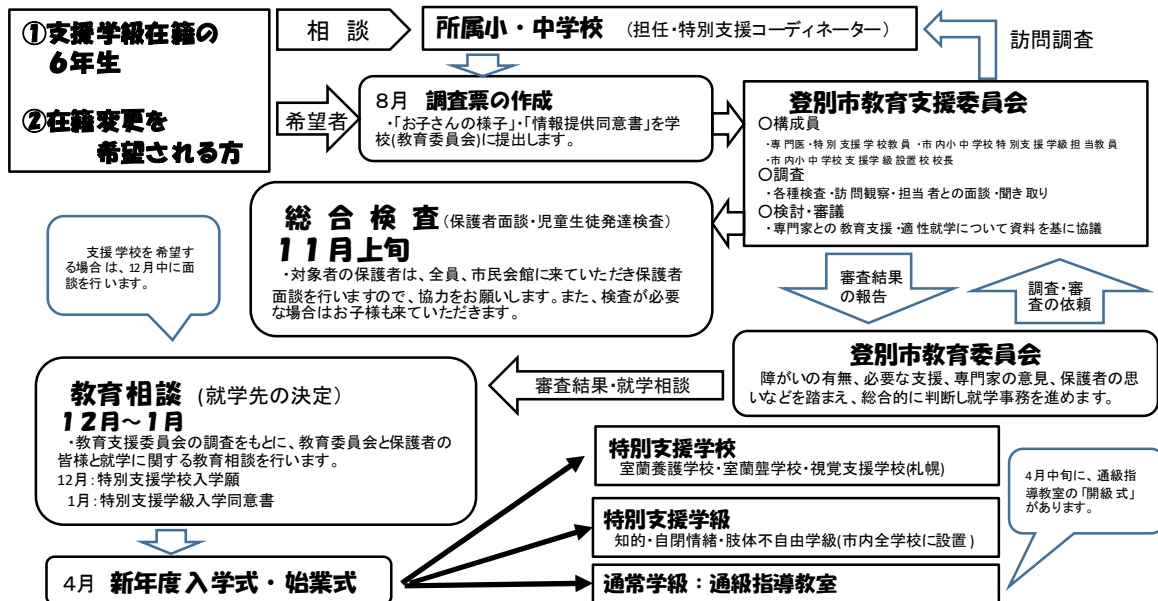 ①支援学級在籍の
6年生
②在籍変更を
希望される方
相談
所属小・中学校 (担任・特別支援コーディネーター)
訪問調査
希望者
8月 調査票の作成
・「お子さんの様子」・「情報提供同意書」を学
校(教育委員会)に提出します。
登別市教育支援委員会
○構成員
・専門医・特別支援学校教員・市内小中学校特別支援学級担当教員
・市内小中学校支援学級設置校校長
○調査
・各種検査・訪問観察・担当者との面談・聞き取り
○検討・審議
・専門家との教育支援・適性就学について資料を基に協議
総合検査(保護者面談・児童生徒発達検査)
11月上旬
・対象者の保護者は、全員、市民会館に来ていただき保護者
面談を行いますので、協力をお願いします。また、検査が必要
な場合はお子様も来ていただきます。
支援学校を希望す
る場合は、12月中に面
談を行います。
審査結果
の報告
調査・審
査の依頼
登別市教育委員会
障がいの有無、必要な支援、専門家の意見、保護者の思
いなどを踏まえ、総合的に判断し就学事務を進めます。
審査結果・就学相談
教育相談 (就学先の決定)
12月~1月
・教育支援委員会の調査をもとに、教育委員会と保護者の
皆様と就学に関する教育相談を行います。
12月:特別支援学校入学願
1月:特別支援学級入学同意書
特別支援学校
室蘭養護学校・室蘭聾学校・視覚支援学校(札幌)
4月中旬に、通級指
導教室の「開級式」
があります。
特別支援学級
知的・自閉情緒・肢体不自由学級(市内全学校に設置)
4月 新年度入学式・始業式
通常学級:通級指導教室